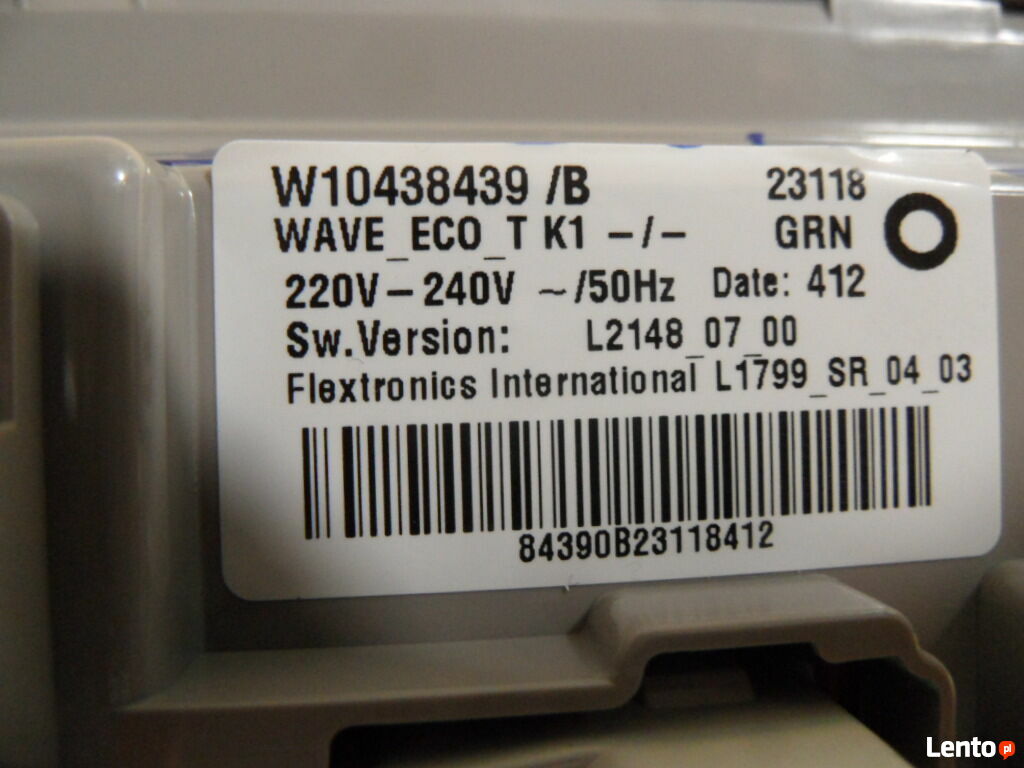 W10438439 /B 23118
WAVE_ECO_T K1 -/- GRN
220V - 240V ~/50Hz Date: 412
Sw.Version: L2148_07_00
Flextronics International L1799_SR_04_03
84390B23118412
Lento pl